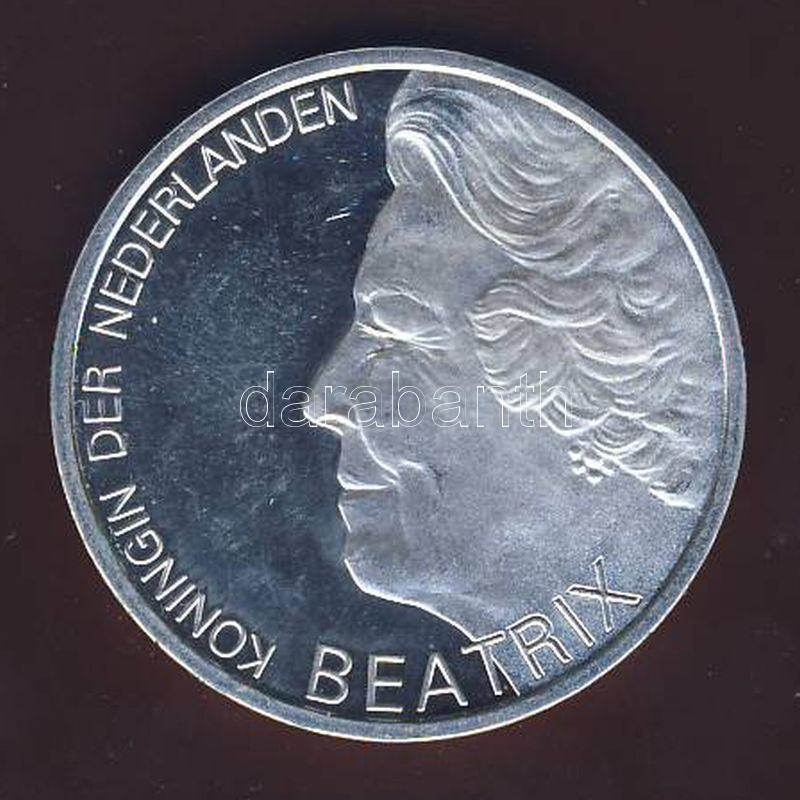 KONINGIN DER NEDERLANDEN
BEATRIX
darabanth